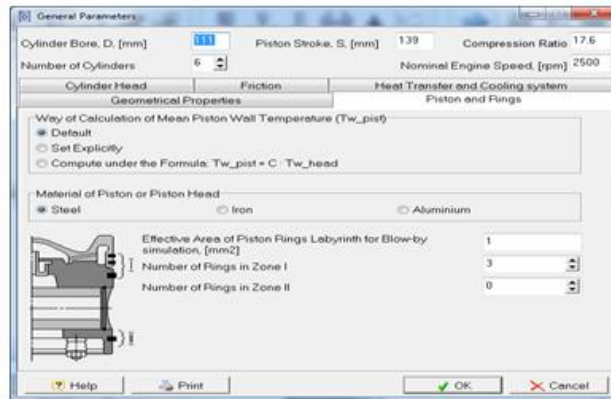 General Parameters
Cylinder Bore, D, [mm] 111 Piston Stroke, S, [mm] 139 Compression Ratio 17.6
Number of Cylinders 6 Nominal Engine Speed, [rpm] 2500
Cylinder Head Friction Heat Transfer and Cooling system
Geometrical Properties Piston and Rings
Way of Calculation of Mean Piston Wall Temperature (Tw_pist)
Default
Set Explicitly
Compute under the Formula: Tw_pist = C · Tw_head
Material of Piston or Piston Head
Steel Iron Aluminium
Effective Area of Piston Rings Labyrinth for Blow-by
simulation, [mm2] 1
Number of Rings in Zone I 3
Number of Rings in Zone II 0
Help Print OK Cancel